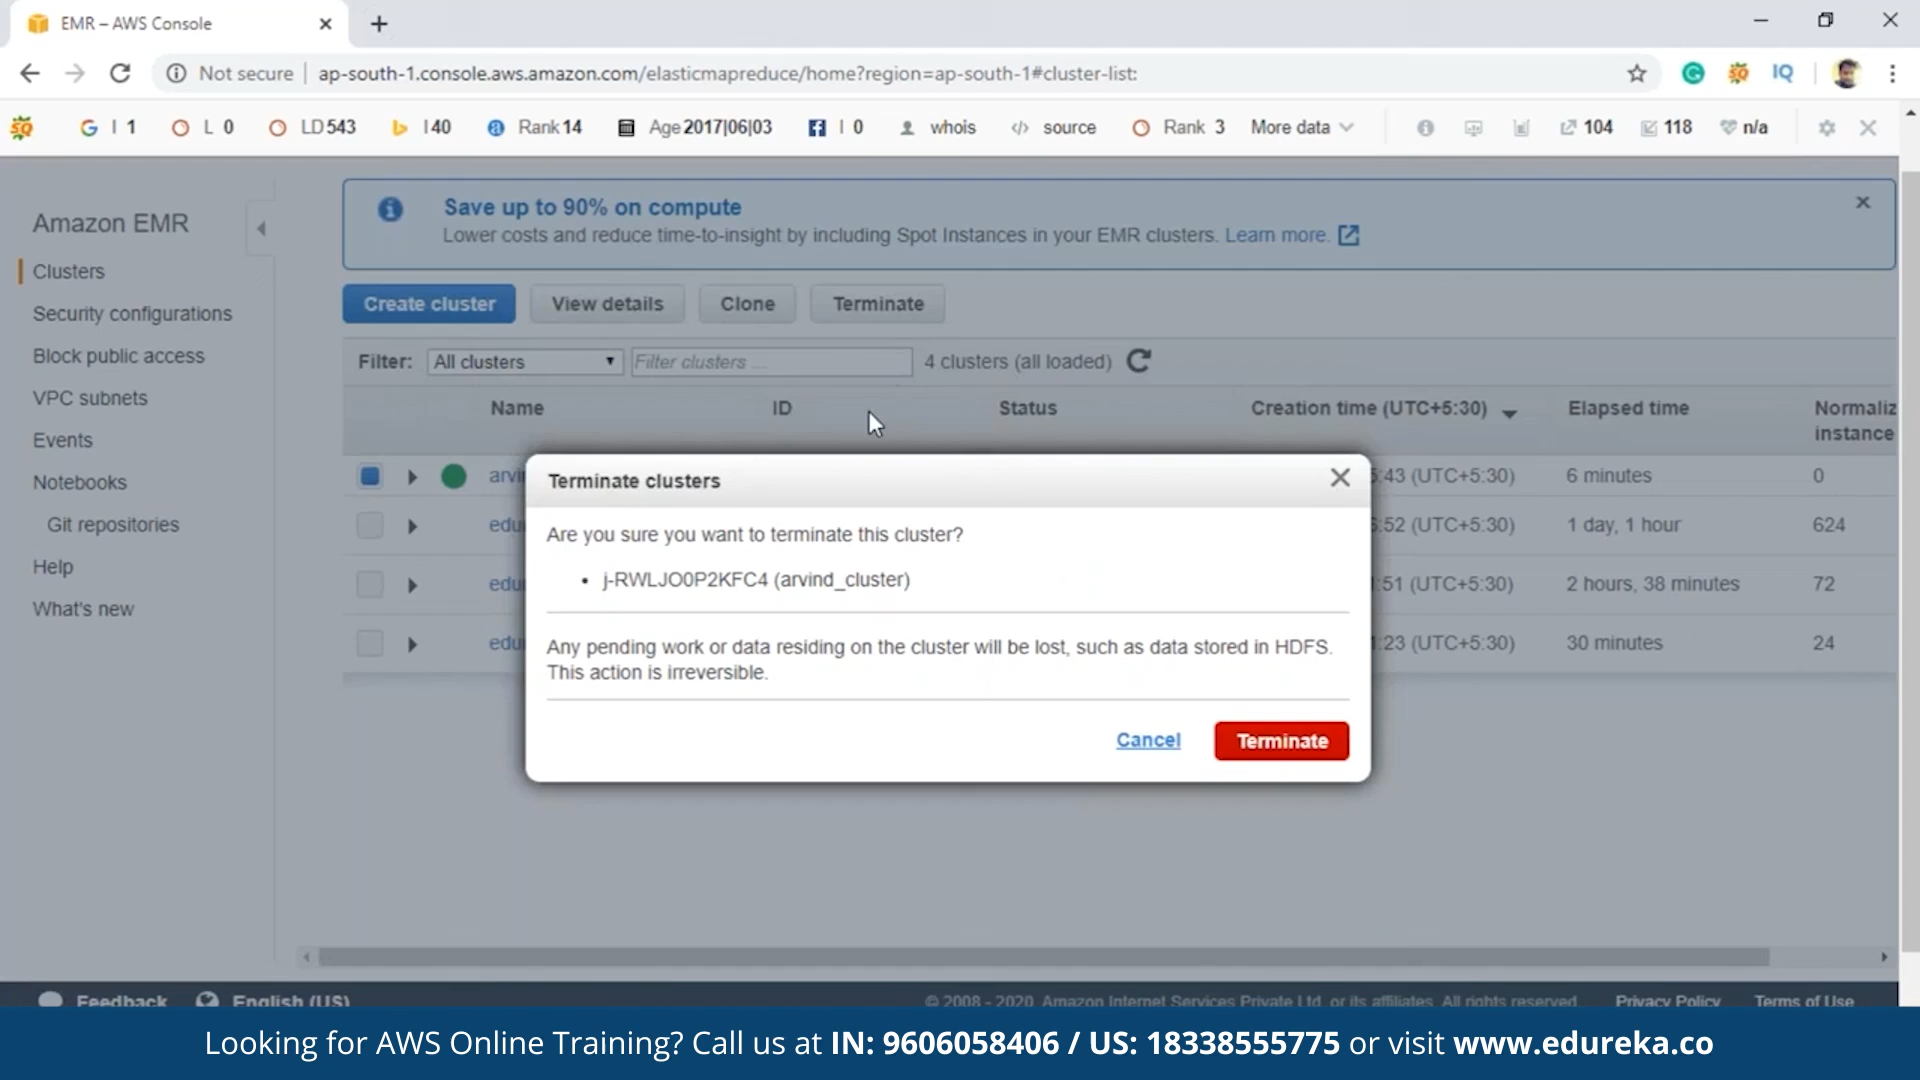 EMR – AWS Console
Not secure
ap-south-1.console.aws.amazon.com/elasticmapreduce/home?region=ap-south-1#cluster-list:
IQ
SQ G I 1 L 0 LD 543 I 40 Rank 14 Age 2017|06|03 I 0 whois source Rank 3 More data 104 118 n/a
Amazon EMR
Clusters
Security configurations
Block public access
VPC subnets
Events
Notebooks
Git repositories
Help
What's new
Save up to 90% on compute
Lower costs and reduce time-to-insight by including Spot Instances in your EMR clusters. Learn more.
Create cluster View details Clone Terminate
Filter: All clusters Filter clusters ... 4 clusters (all loaded)
Name ID Status Creation time (UTC+5:30) Elapsed time Normaliz
instance
arvi :43 (UTC+5:30) 6 minutes 0
edu :52 (UTC+5:30) 1 day, 1 hour 624
edu :51 (UTC+5:30) 2 hours, 38 minutes 72
edu :23 (UTC+5:30) 30 minutes 24
Terminate clusters
Are you sure you want to terminate this cluster?
• j-RWLJO0P2KFC4 (arvind_cluster)
Any pending work or data residing on the cluster will be lost, such as data stored in HDFS.
This action is irreversible.
Cancel Terminate
Feedback English (US) © 2008 - 2020, Amazon Internet Services Private Ltd. or its affiliates. All rights reserved. Privacy Policy Terms of Use
Looking for AWS Online Training? Call us at IN: 9606058406 / US: 18338555775 or visit www.edureka.co